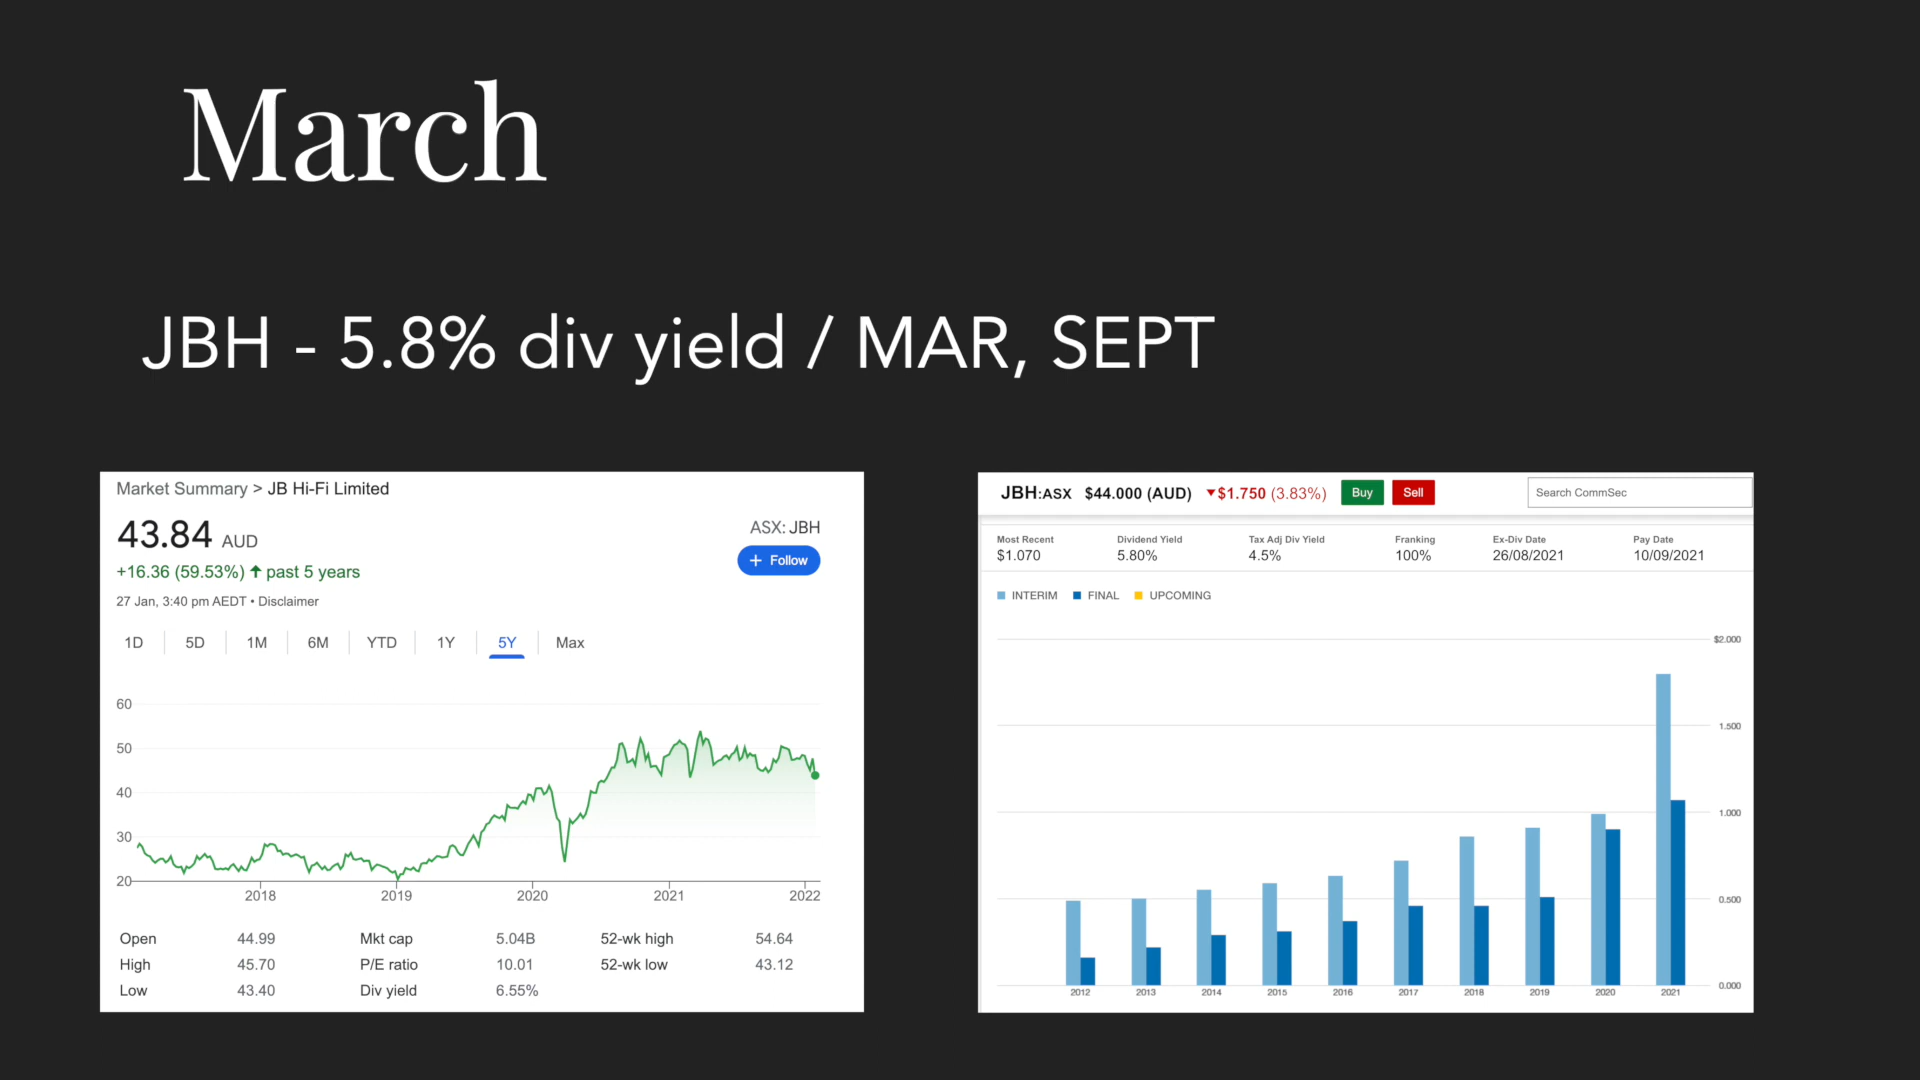 March
JBH - 5.8% div yield / MAR, SEPT
Market Summary > JB Hi-Fi Limited
43.84 AUD
ASX: JBH
+ Follow
+16.36 (59.53%) ↑ past 5 years
27 Jan, 3:40 pm AEDT • Disclaimer
1D 5D 1M 6M YTD 1Y 5Y Max
60
50
40
30
20
2018 2019 2020 2021 2022
Open 44.99 Mkt cap 5.04B 52-wk high 54.64
High 45.70 P/E ratio 10.01 52-wk low 43.12
Low 43.40 Div yield 6.55%
JBH:ASX $44.000 (AUD) ▼$1.750 (3.83%) Buy Sell Search CommSec
Most Recent Dividend Yield Tax Adj Div Yield Franking Ex-Div Date Pay Date
$1.070 5.80% 4.5% 100% 26/08/2021 10/09/2021
INTERIM FINAL UPCOMING
$2.000
1.500
1.000
0.500
0.000
2012 2013 2014 2015 2016 2017 2018 2019 2020 2021